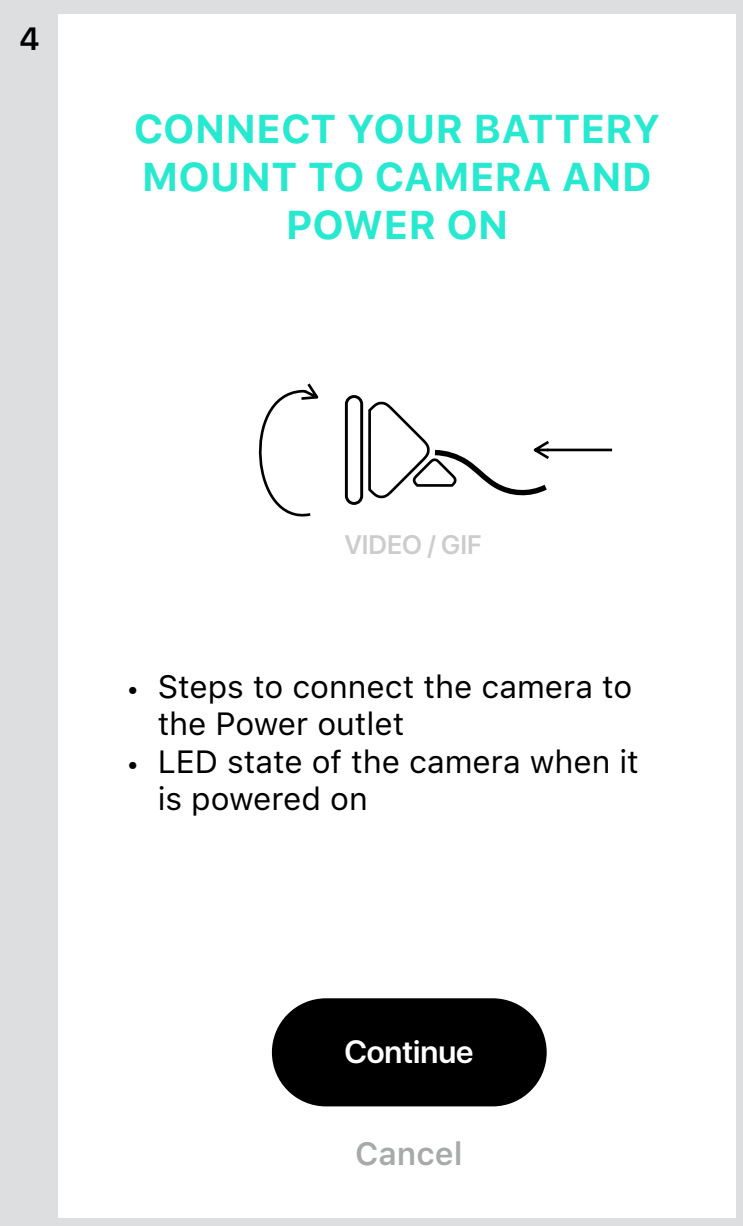 4
CONNECT YOUR BATTERY
MOUNT TO CAMERA AND
POWER ON
VIDEO / GIF
• Steps to connect the camera to
the Power outlet
• LED state of the camera when it
is powered on
Continue
Cancel